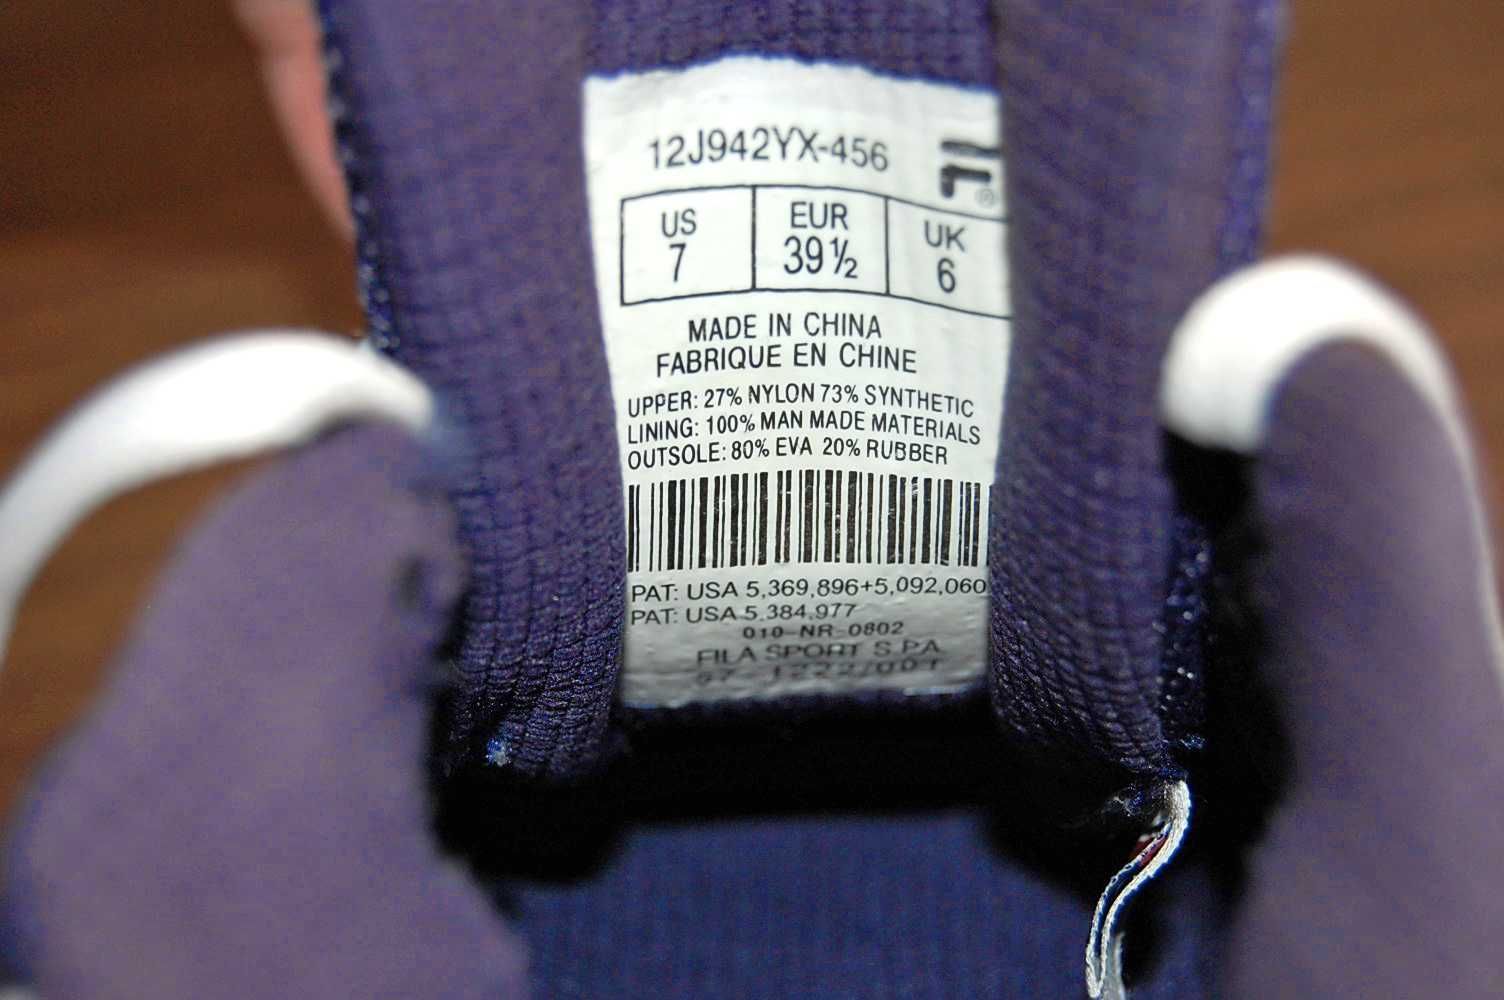 12J942YX-456
US EUR UK
7 39½ 6
MADE IN CHINA
FABRIQUE EN CHINE
UPPER: 27% NYLON 73% SYNTHETIC
LINING: 100% MAN MADE MATERIALS
OUTSOLE: 80% EVA 20% RUBBER
PAT: USA 5,369,896+5,092,060
PAT: USA 5,384,977
010-NR-0802
FILA SPORT S.P.A.